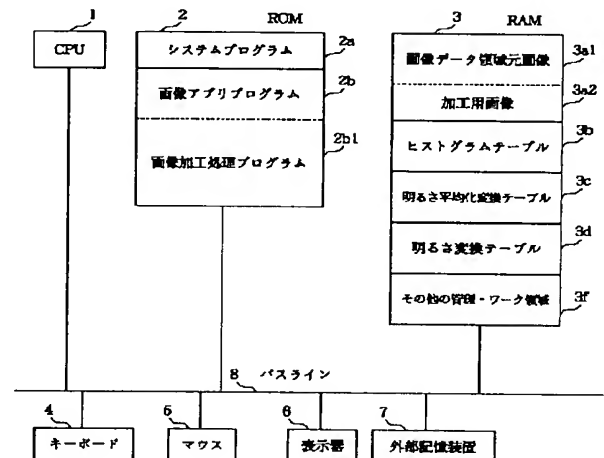 1
CPU
2
ROM
システムプログラム
2a
画像アプリプログラム
2b
画像加工処理プログラム
2b1
3
RAM
画像データ領域元画像
3a1
加工用画像
3a2
ヒストグラムテーブル
3b
明るさ平均化変換テーブル
3c
明るさ変換テーブル
3d
その他の管理・ワーク領域
3f
8
バスライン
4
キーボード
5
マウス
6
表示器
7
外部記憶装置